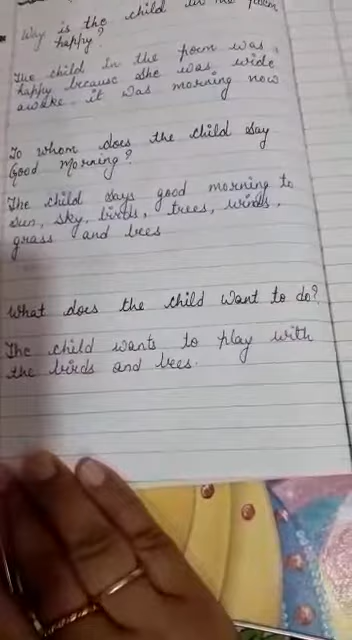 Why is the child in the poem
happy?
The child in the poem was
happy because she was wide
awake. it was morning now
To whom does the child say
Good Morning?
The child says good morning to
sun, sky, birds, trees, winds,
grass and bees
What does the child want to do?
The child wants to play with
the birds and bees.